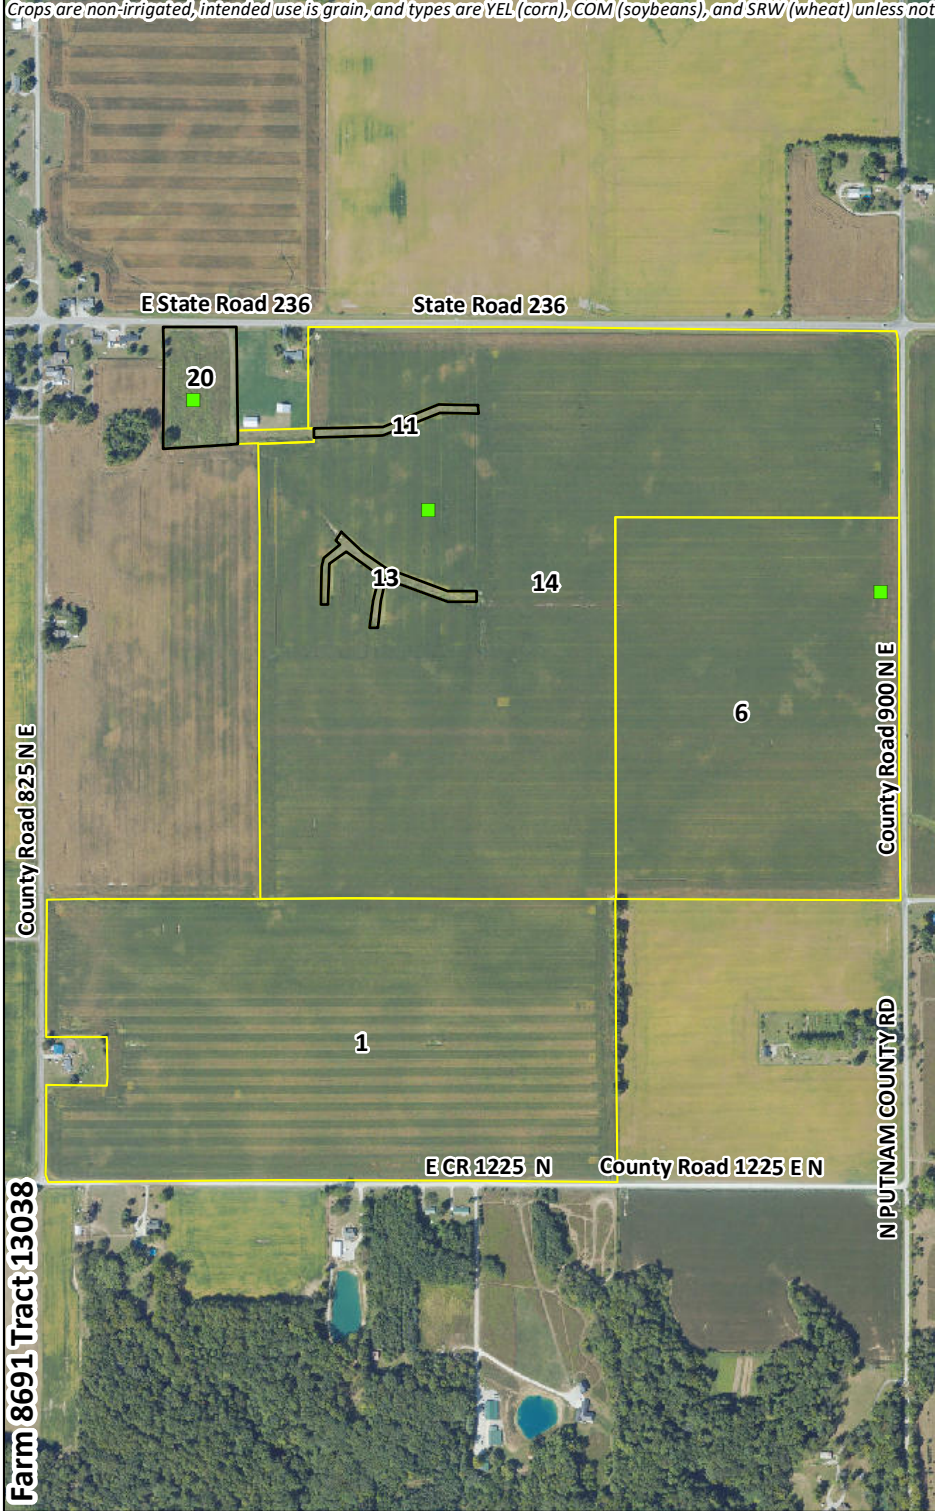 Crops are non-irrigated, intended use is grain, and types are YEL (corn), COM (soybeans), and SRW (wheat) unless not
E State Road 236
State Road 236
20
11
13
14
6
County Road 900 N E
County Road 825 N E
1
N PUTNAM COUNTY RD
E CR 1225 N
County Road 1225 E N
Farm 8691 Tract 13038